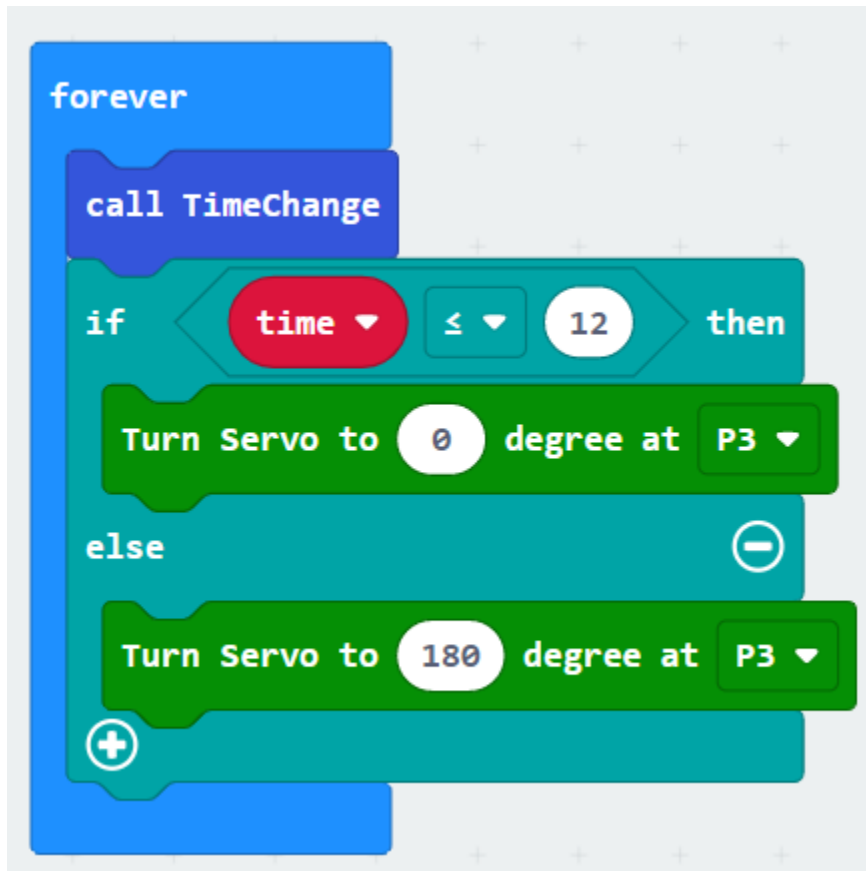 forever
call TimeChange
if time ≤ 12 then
Turn Servo to 0 degree at P3
else
Turn Servo to 180 degree at P3